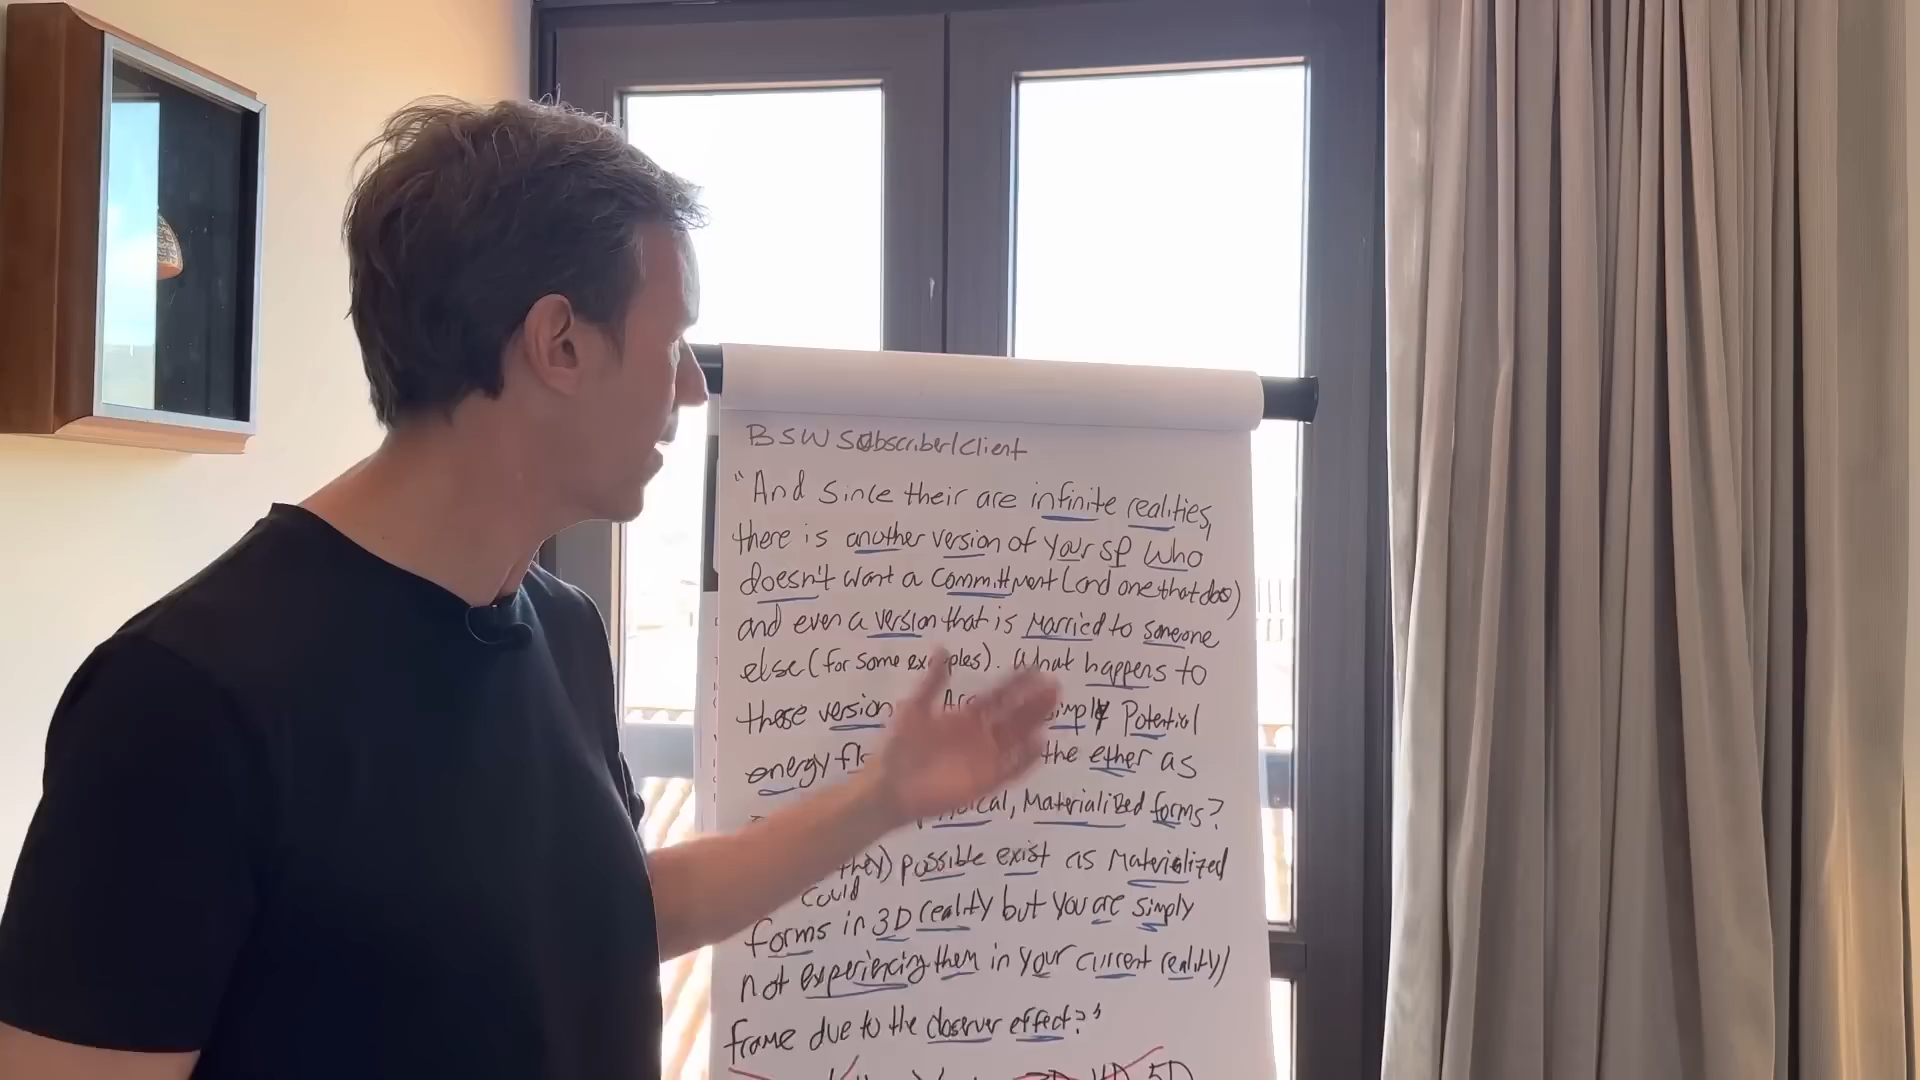 BSW Subscriber/Client
"And since their are infinite realities,
there is another version of your SP who
doesn't want a committment (and one that does)
and even a version that is married to someone
else (for some examples). What happens to
these version simply Potential
energy the ether as
, Materialized forms?
they) possible exist as Materialized
could
forms in 3D reality but you are simply
not experiencing them in your current reality)
frame due to the observer effect?"
5D